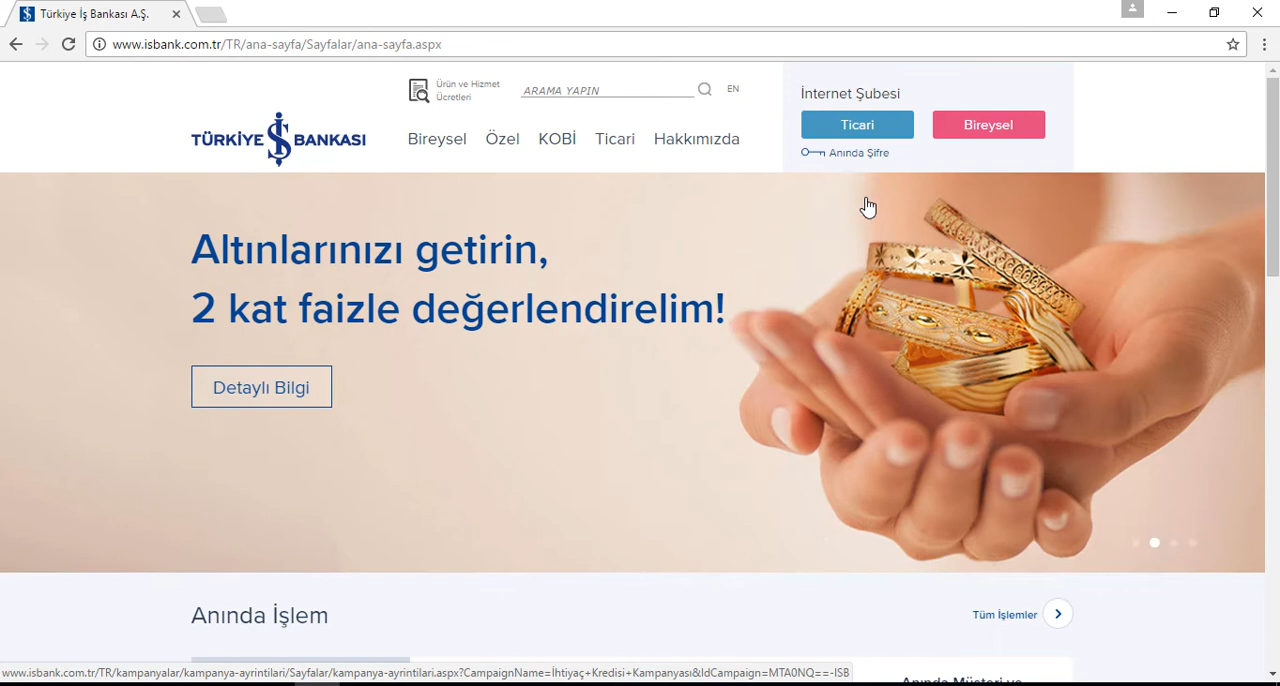 Türkiye İş Bankası A.Ş.
www.isbank.com.tr/TR/ana-sayfa/Sayfalar/ana-sayfa.aspx
Ürün ve Hizmet
Ücretleri
ARAMA YAPIN
EN
İnternet Şubesi
Ticari
Bireysel
Anında Şifre
TÜRKİYE İŞ BANKASI
Bireysel Özel KOBİ Ticari Hakkımızda
Altınlarınızı getirin,
2 kat faizle değerlendirelim!
Detaylı Bilgi
Anında İşlem
Tüm İşlemler
Anında Müşteri ve
www.isbank.com.tr/TR/kampanyalar/kampanya-ayrintilari/Sayfalar/kampanya-ayrintilari.aspx?CampaignName=İhtiyaç+Kredisi+Kampanyası&IdCampaign=MTA0NQ==-ISB